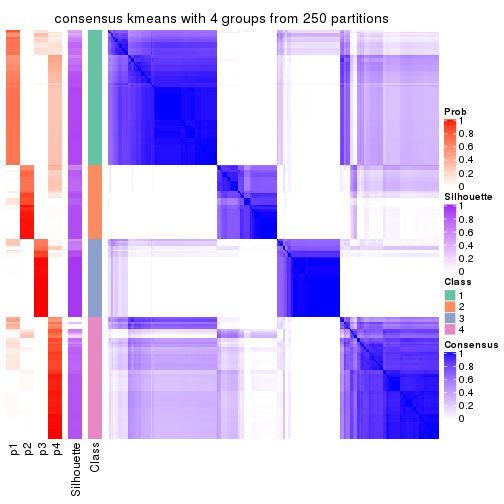 consensus kmeans with 4 groups from 250 partitions
Prob
1
0.8
0.6
0.4
0.2
0
Silhouette
1
0.8
0.6
0.4
0.2
0
Class
1
2
3
4
Consensus
1
0.8
0.6
0.4
0.2
0
p1
p2
p3
p4
Silhouette
Class